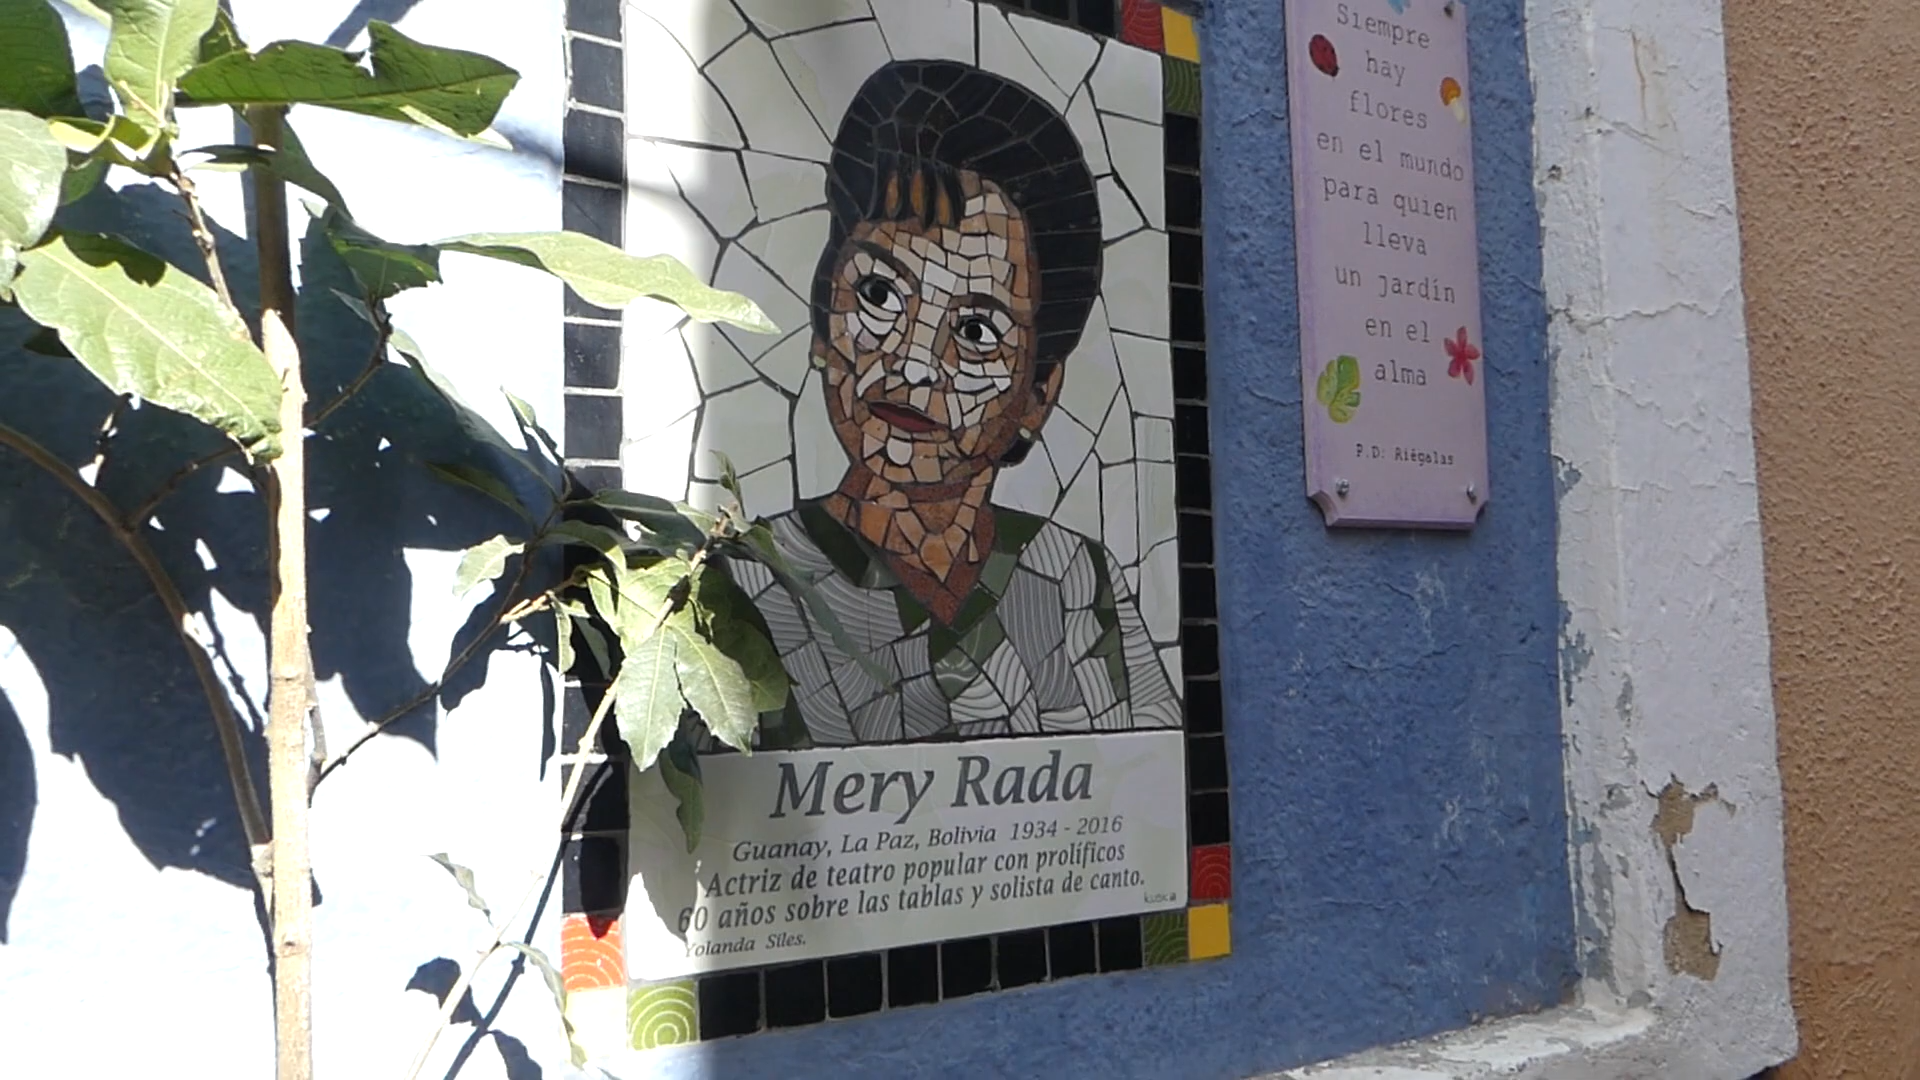 Siempre
hay
flores
en el mundo
para quien
lleva
un jardín
en el
alma
P.D: Riégalas
Mery Rada
Guanay, La Paz, Bolivia 1934 - 2016
Actriz de teatro popular con prolíficos
60 años sobre las tablas y solista de canto.
Yolanda Siles.